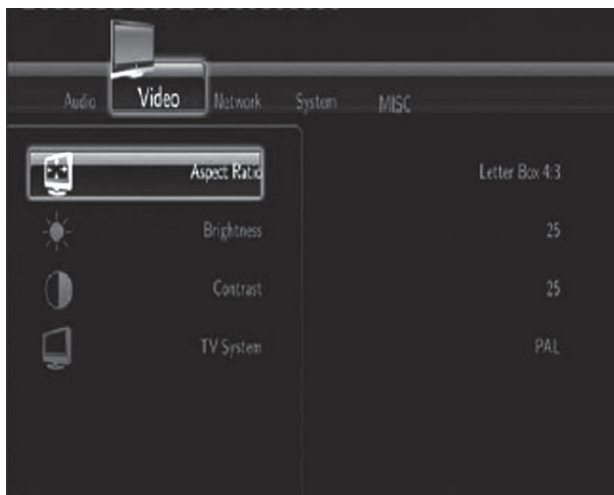 Audio Video Network System MISC
Aspect Ratio Letter Box 4:3
Brightness 25
Contrast 25
TV System PAL